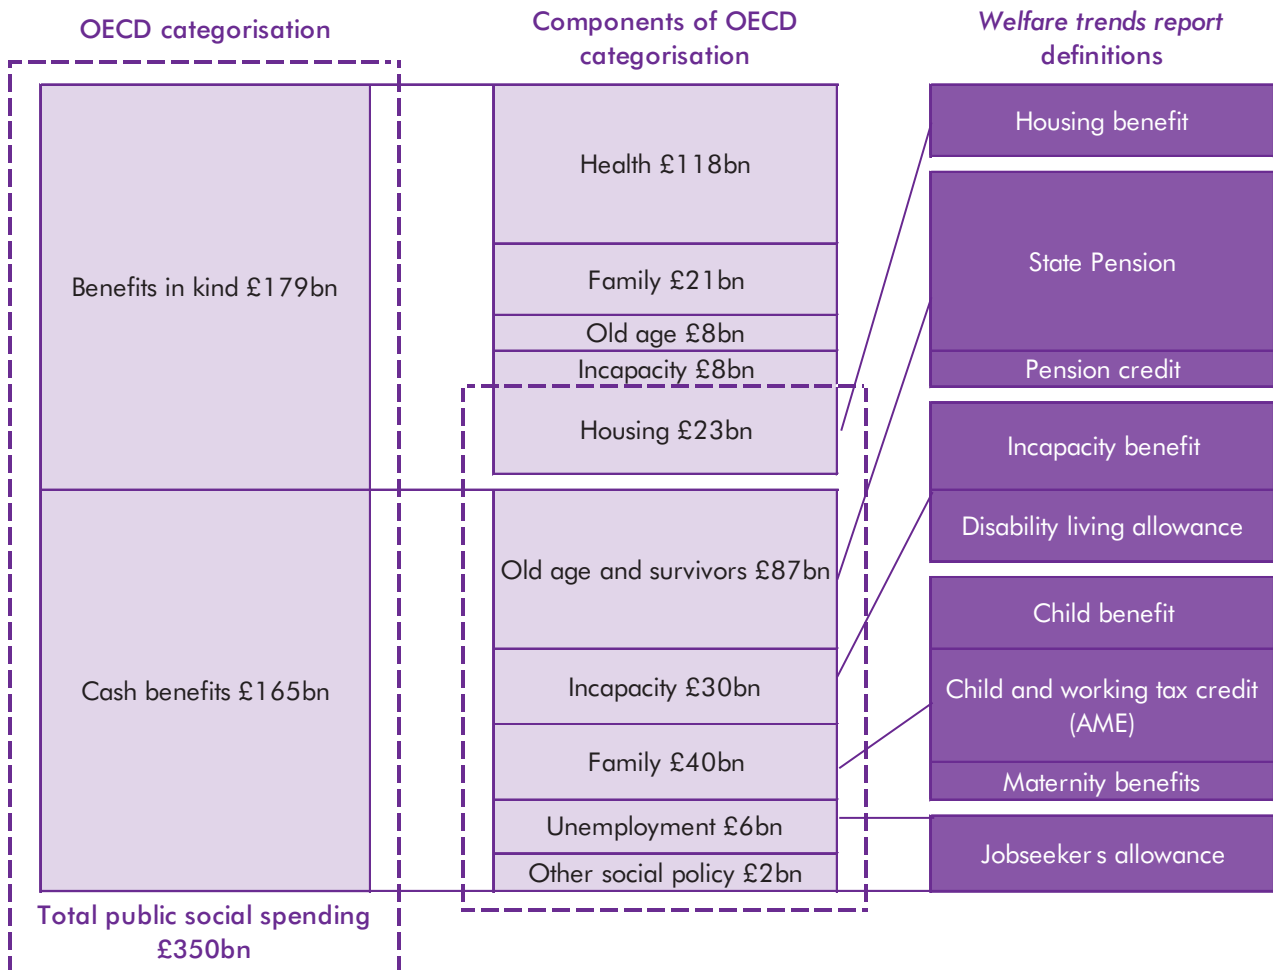 OECD categorisation
Benefits in kind £179bn
Cash benefits £165bn
Total public social spending
£350bn
Components of OECD
categorisation
Health £118bn
Family £21bn
Old age £8bn
Incapacity £8bn
Housing £23bn
Old age and survivors £87bn
Incapacity £30bn
Family £40bn
Unemployment £6bn
Other social policy £2bn
Welfare trends report
definitions
Housing benefit
State Pension
Pension credit
Incapacity benefit
Disability living allowance
Child benefit
Child and working tax credit
(AME)
Maternity benefits
Jobseeker s allowance